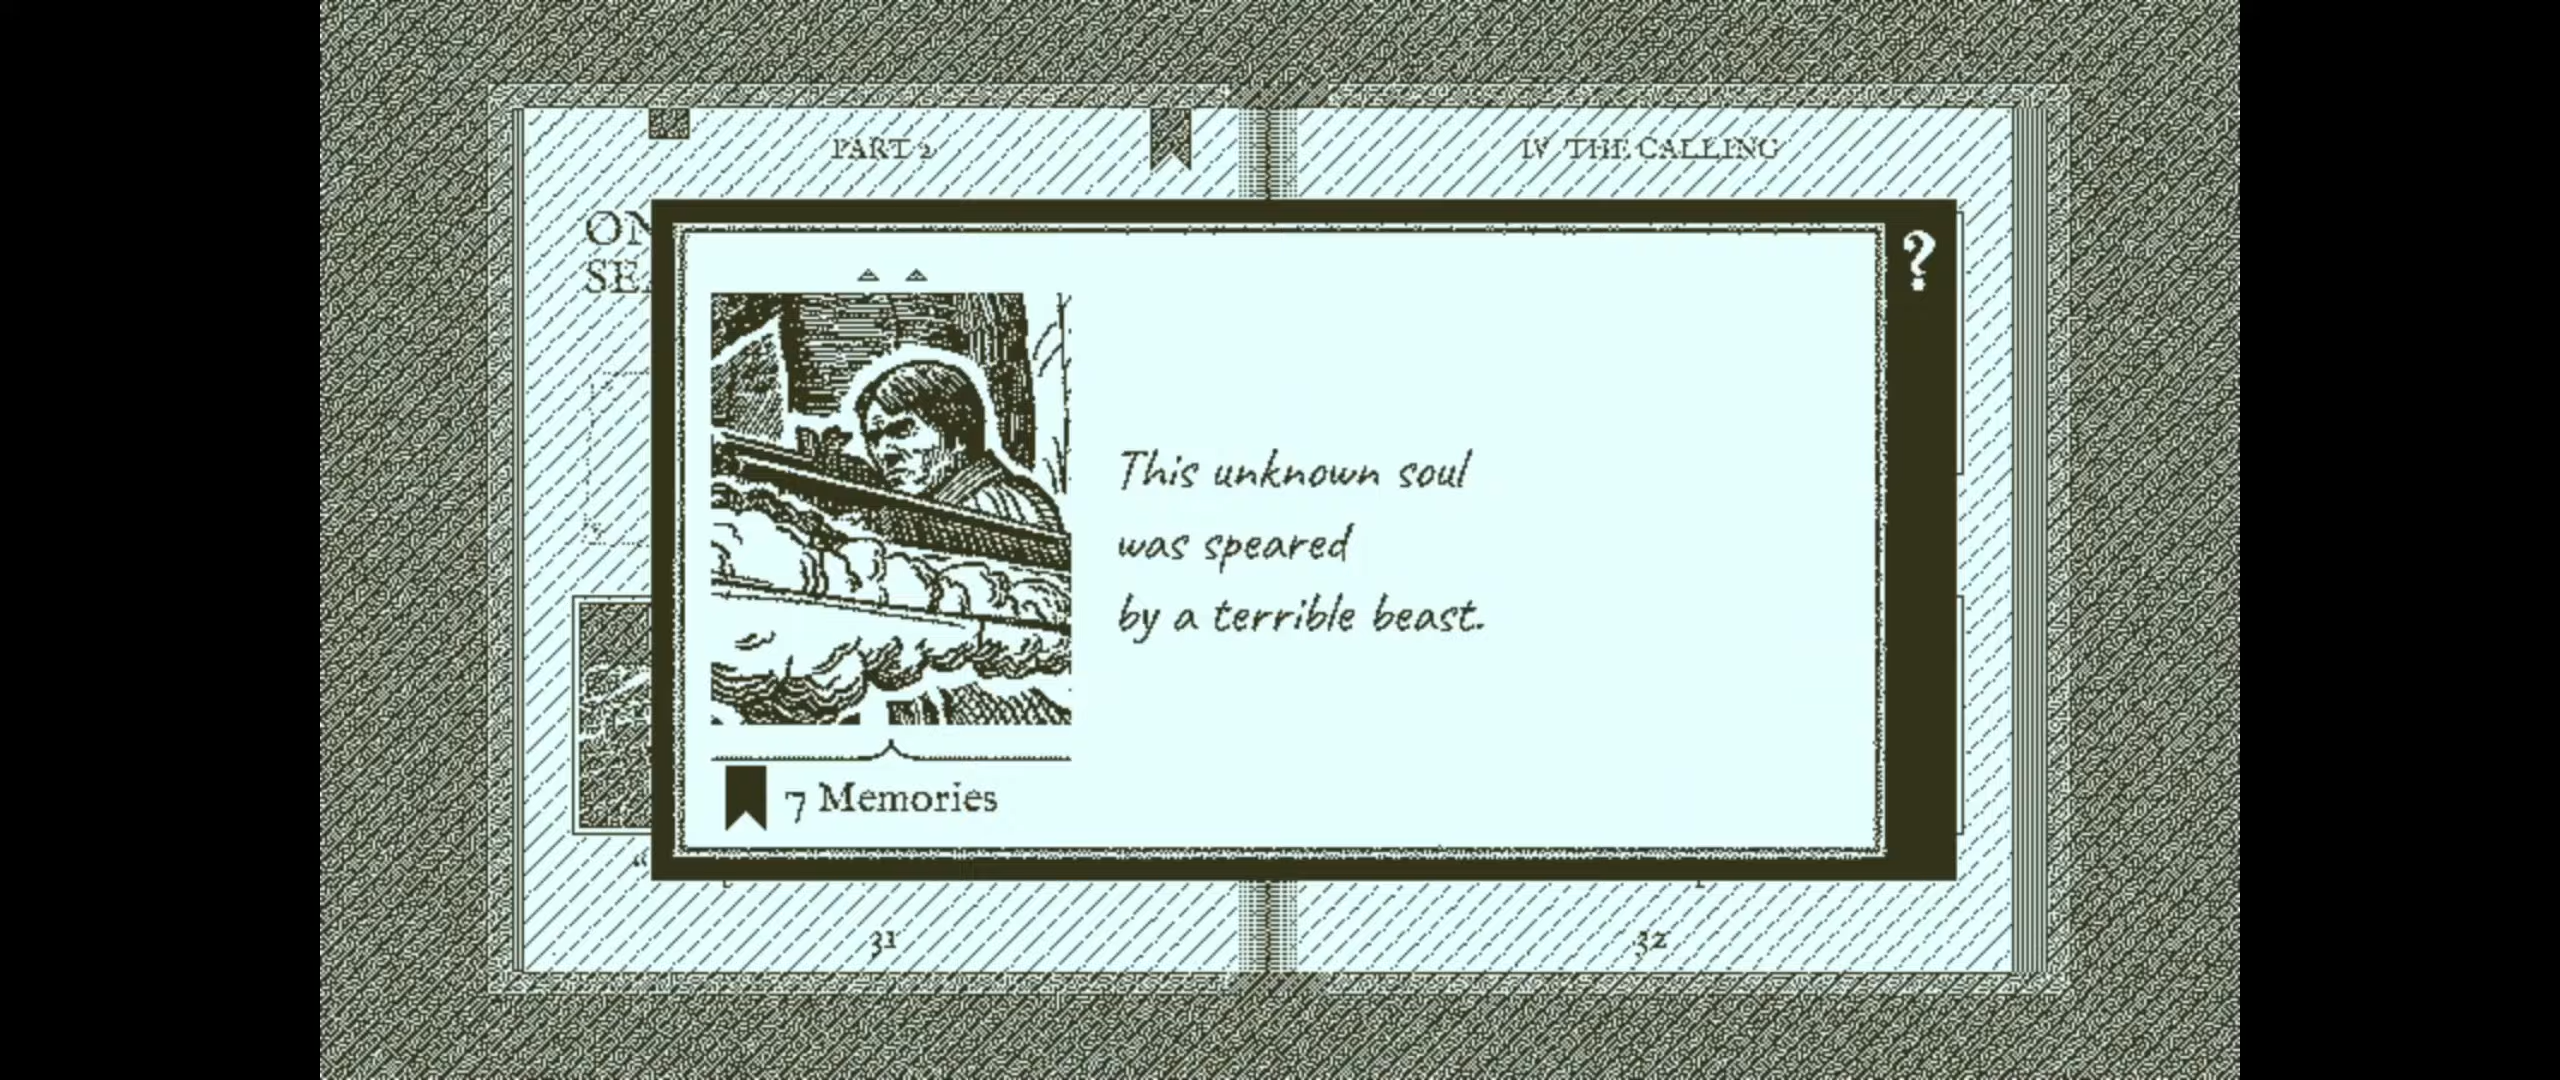 PART 2
IV THE CALLING
?
This unknown soul
was speared
by a terrible beast.
7 Memories
31
32